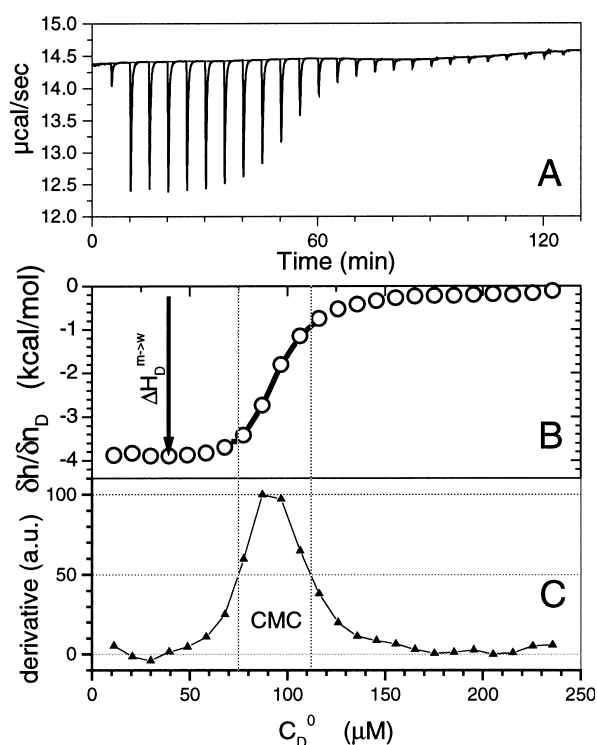 15.0
14.5
14.0
13.5
13.0
12.5
12.0
μcal/sec
A
0
60
120
Time (min)
0
-1
-2
-3
-4
δh/δn_D (kcal/mol)
ΔH_D^m->w
B
100
50
0
derivative (a.u.)
CMC
C
0
50
100
150
200
250
C_D^0 (μM)